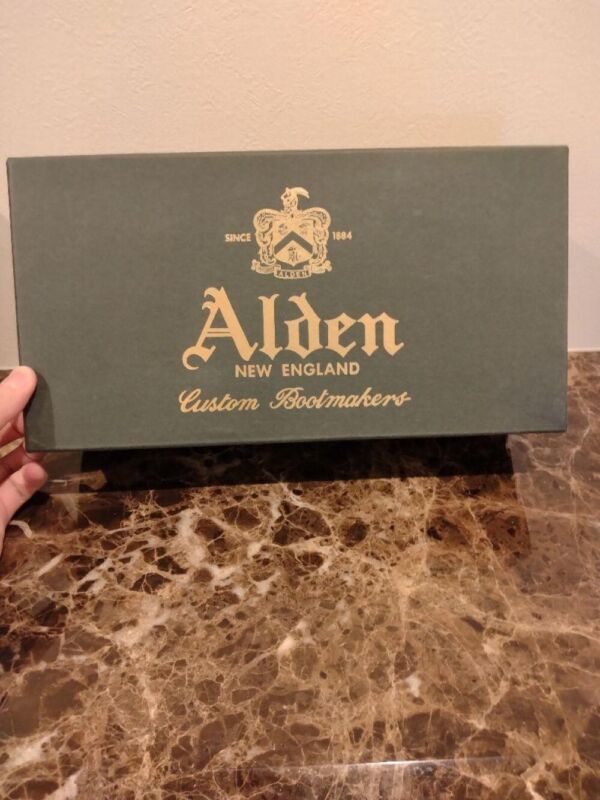 SINCE 1884
ALDEN
Alden
NEW ENGLAND
Custom Bootmakers